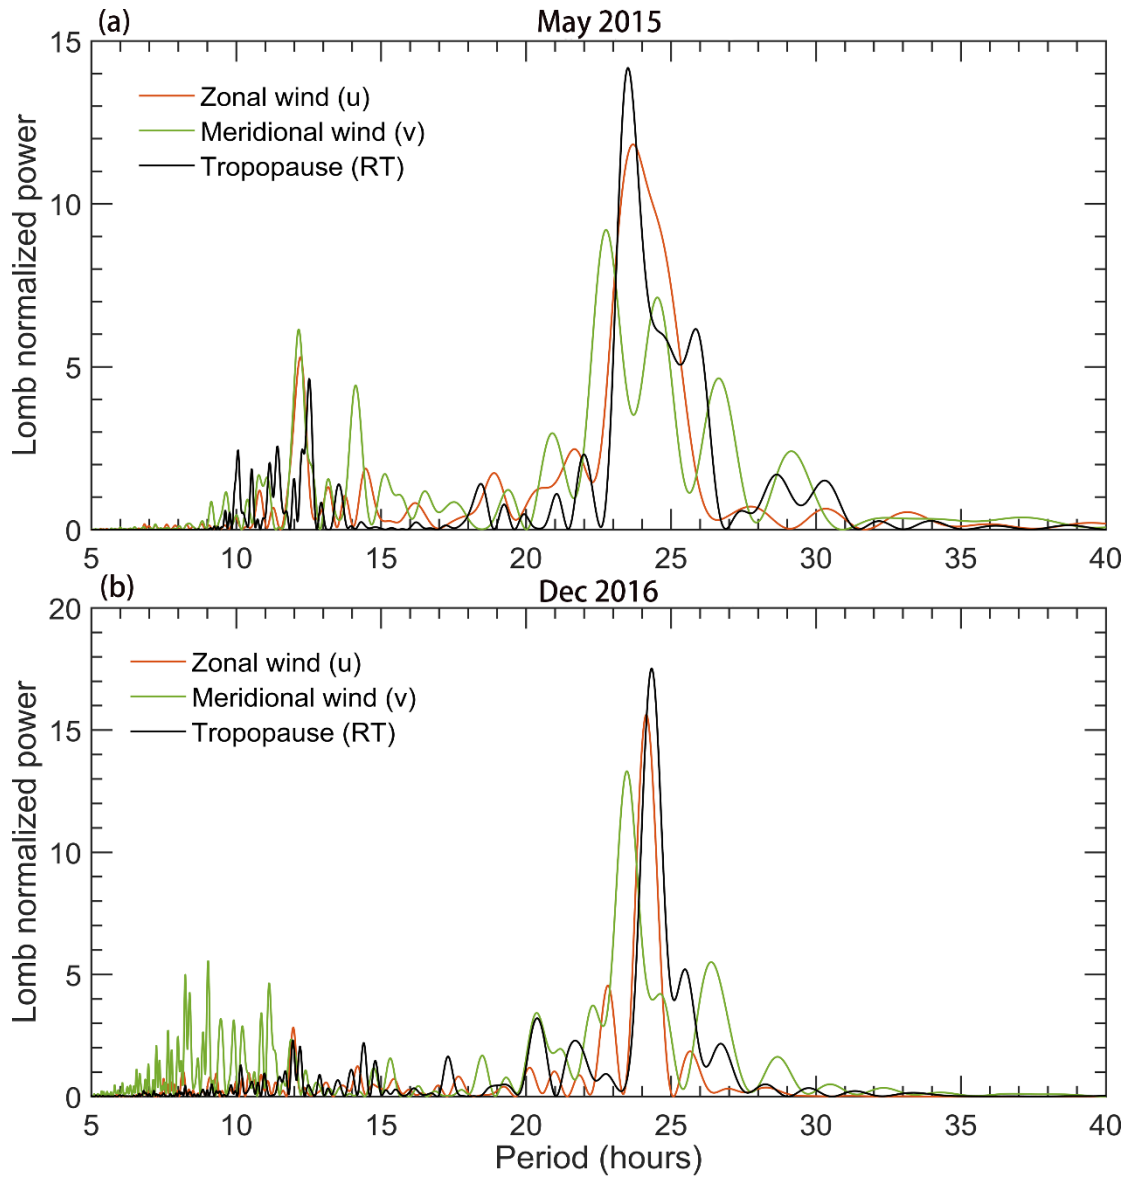 (a)
May 2015
15
10
5
0
Lomb normalized power
Zonal wind (u)
Meridional wind (v)
Tropopause (RT)
5 10 15 20 25 30 35 40
(b)
Dec 2016
20
15
10
5
0
Lomb normalized power
Zonal wind (u)
Meridional wind (v)
Tropopause (RT)
5 10 15 20 25 30 35 40
Period (hours)